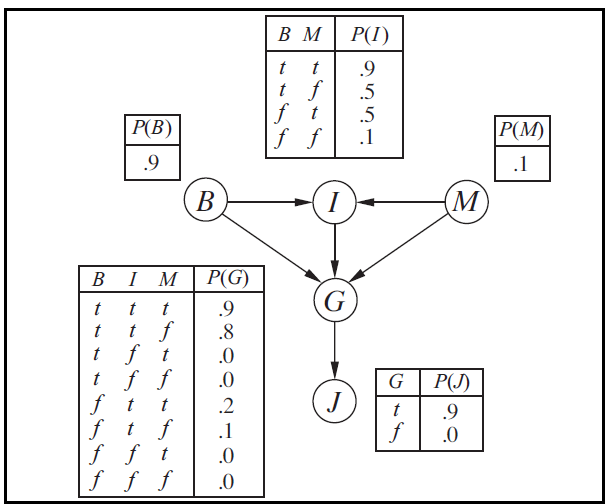 B M P(I)
t t .9
t f .5
f t .5
f f .1
P(B)
.9
P(M)
.1
B
I
M
B I M P(G)
t t t .9
t t f .8
t f t .0
t f f .0
f t t .2
f t f .1
f f t .0
f f f .0
G
J
G P(J)
t .9
f .0